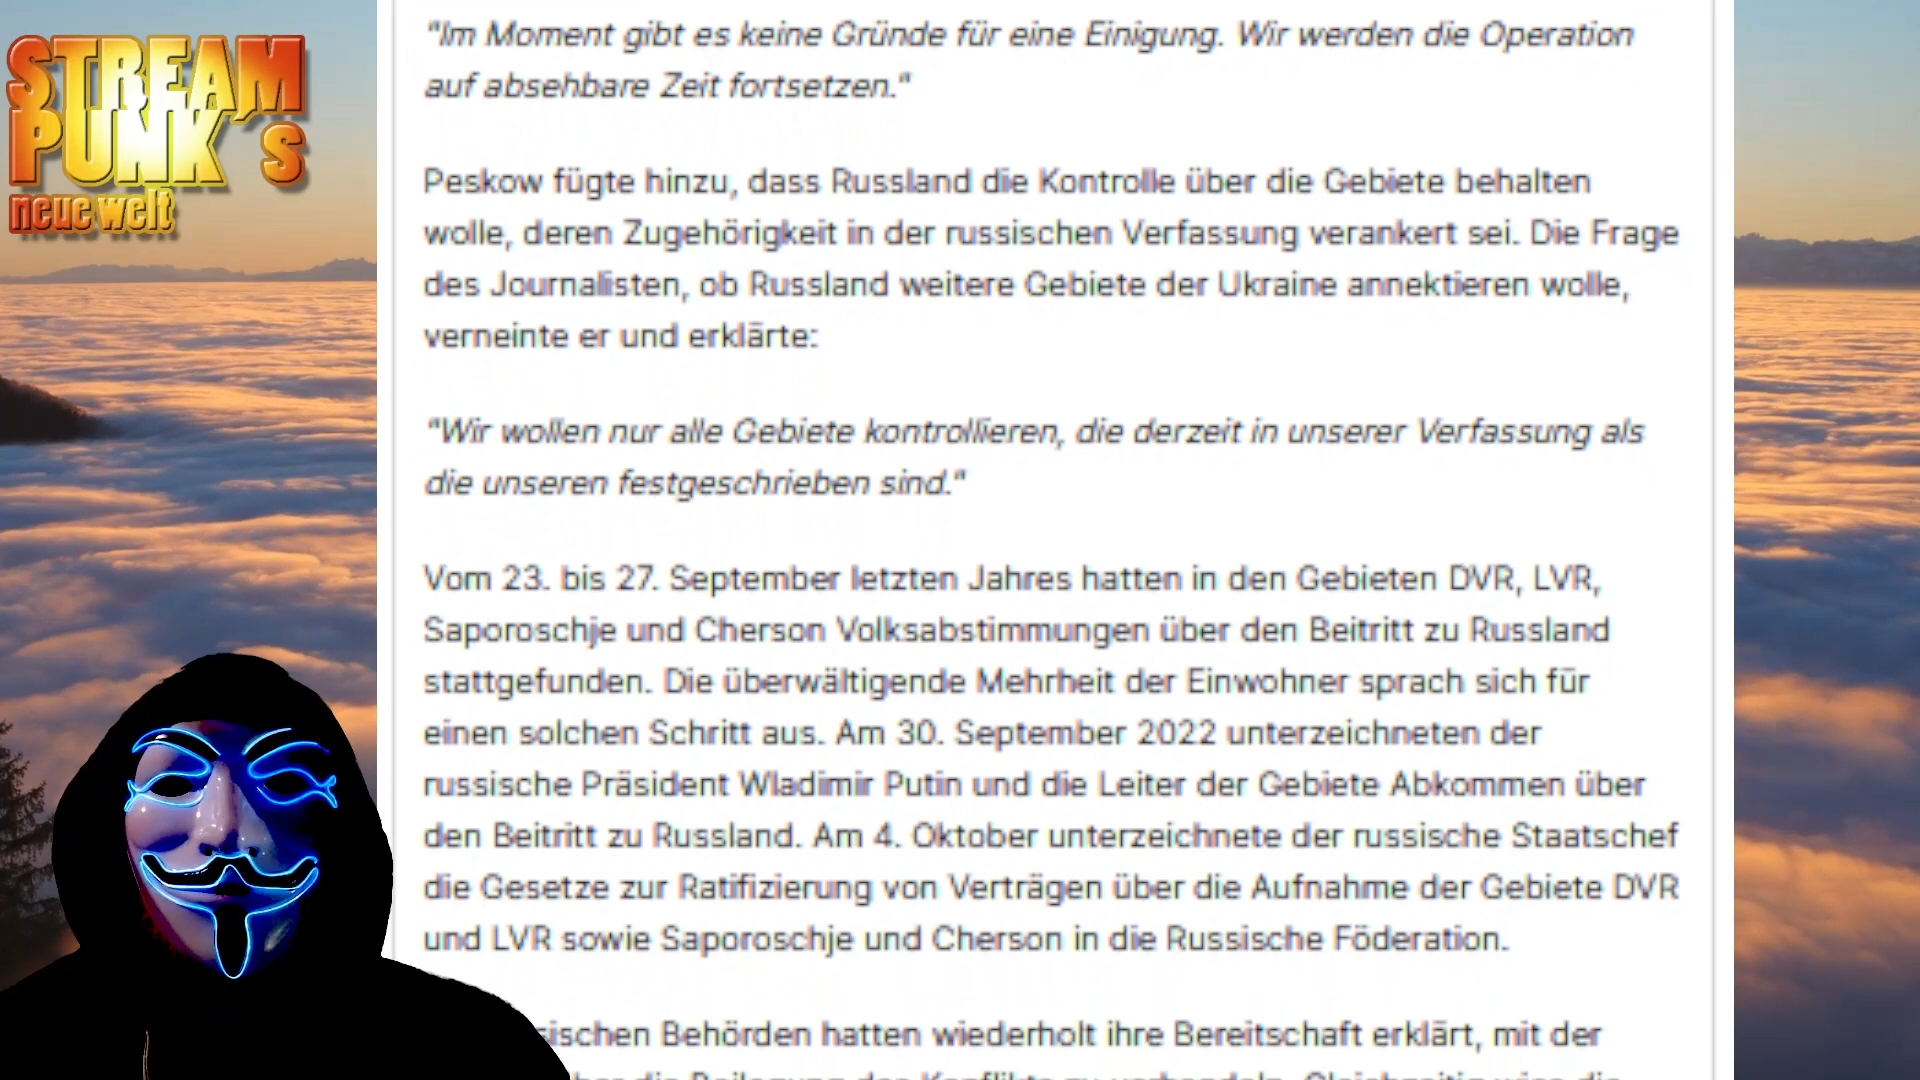 STREAM
PUNK´s
neue welt
"Im Moment gibt es keine Gründe für eine Einigung. Wir werden die Operation
auf absehbare Zeit fortsetzen."
Peskow fügte hinzu, dass Russland die Kontrolle über die Gebiete behalten
wolle, deren Zugehörigkeit in der russischen Verfassung verankert sei. Die Frage
des Journalisten, ob Russland weitere Gebiete der Ukraine annektieren wolle,
verneinte er und erklärte:
"Wir wollen nur alle Gebiete kontrollieren, die derzeit in unserer Verfassung als
die unseren festgeschrieben sind."
Vom 23. bis 27. September letzten Jahres hatten in den Gebieten DVR, LVR,
Saporoschje und Cherson Volksabstimmungen über den Beitritt zu Russland
stattgefunden. Die überwältigende Mehrheit der Einwohner sprach sich für
einen solchen Schritt aus. Am 30. September 2022 unterzeichneten der
russische Präsident Wladimir Putin und die Leiter der Gebiete Abkommen über
den Beitritt zu Russland. Am 4. Oktober unterzeichnete der russische Staatschef
die Gesetze zur Ratifizierung von Verträgen über die Aufnahme der Gebiete DVR
und LVR sowie Saporoschje und Cherson in die Russische Föderation.
sischen Behörden hatten wiederholt ihre Bereitschaft erklärt, mit der